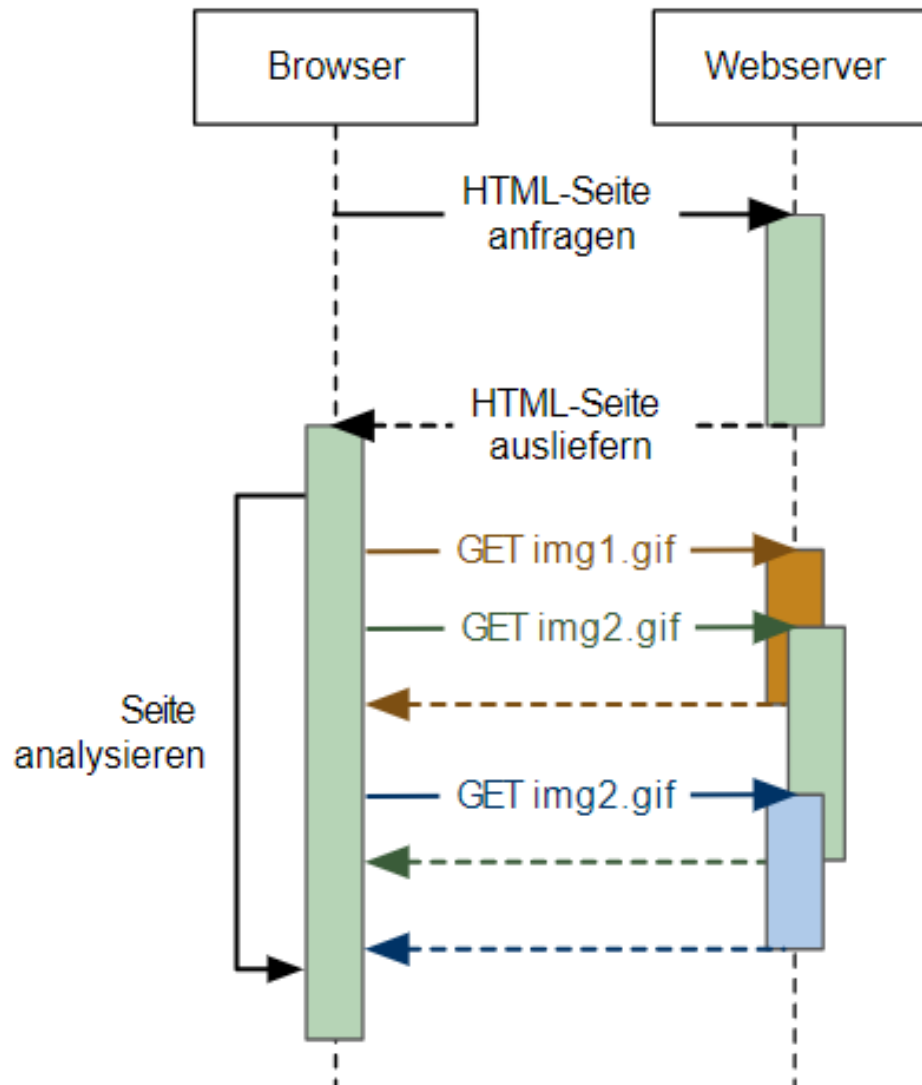 Browser
Webserver
HTML-Seite
anfragen
HTML-Seite
ausliefern
GET img1.gif
GET img2.gif
Seite
analysieren
GET img2.gif